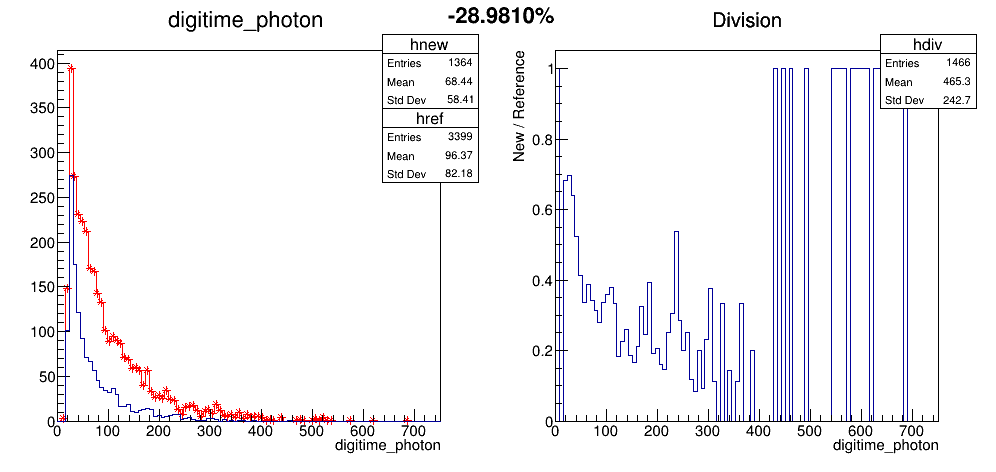 digitime_photon
-28.9810%
Division
hnew
Entries 1364
Mean 68.44
Std Dev 58.41
href
Entries 3399
Mean 96.37
Std Dev 82.18
400
350
300
250
200
150
100
50
0
0 100 200 300 400 500 600 700
digitime_photon
hdiv
Entries 1466
Mean 465.3
Std Dev 242.7
New / Reference
1
0.8
0.6
0.4
0.2
0
0 100 200 300 400 500 600 700
digitime_photon